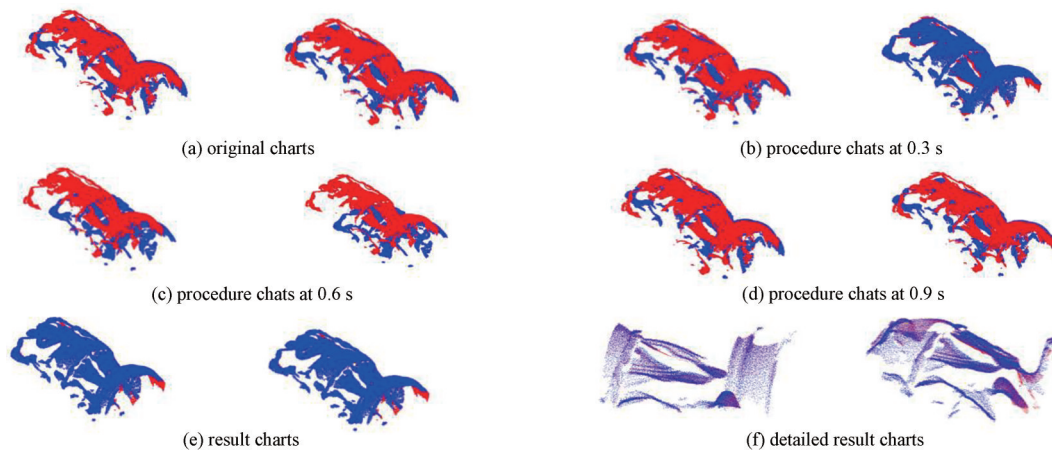 (a) original charts
(b) procedure chats at 0.3 s
(c) procedure chats at 0.6 s
(d) procedure chats at 0.9 s
(e) result charts
(f) detailed result charts